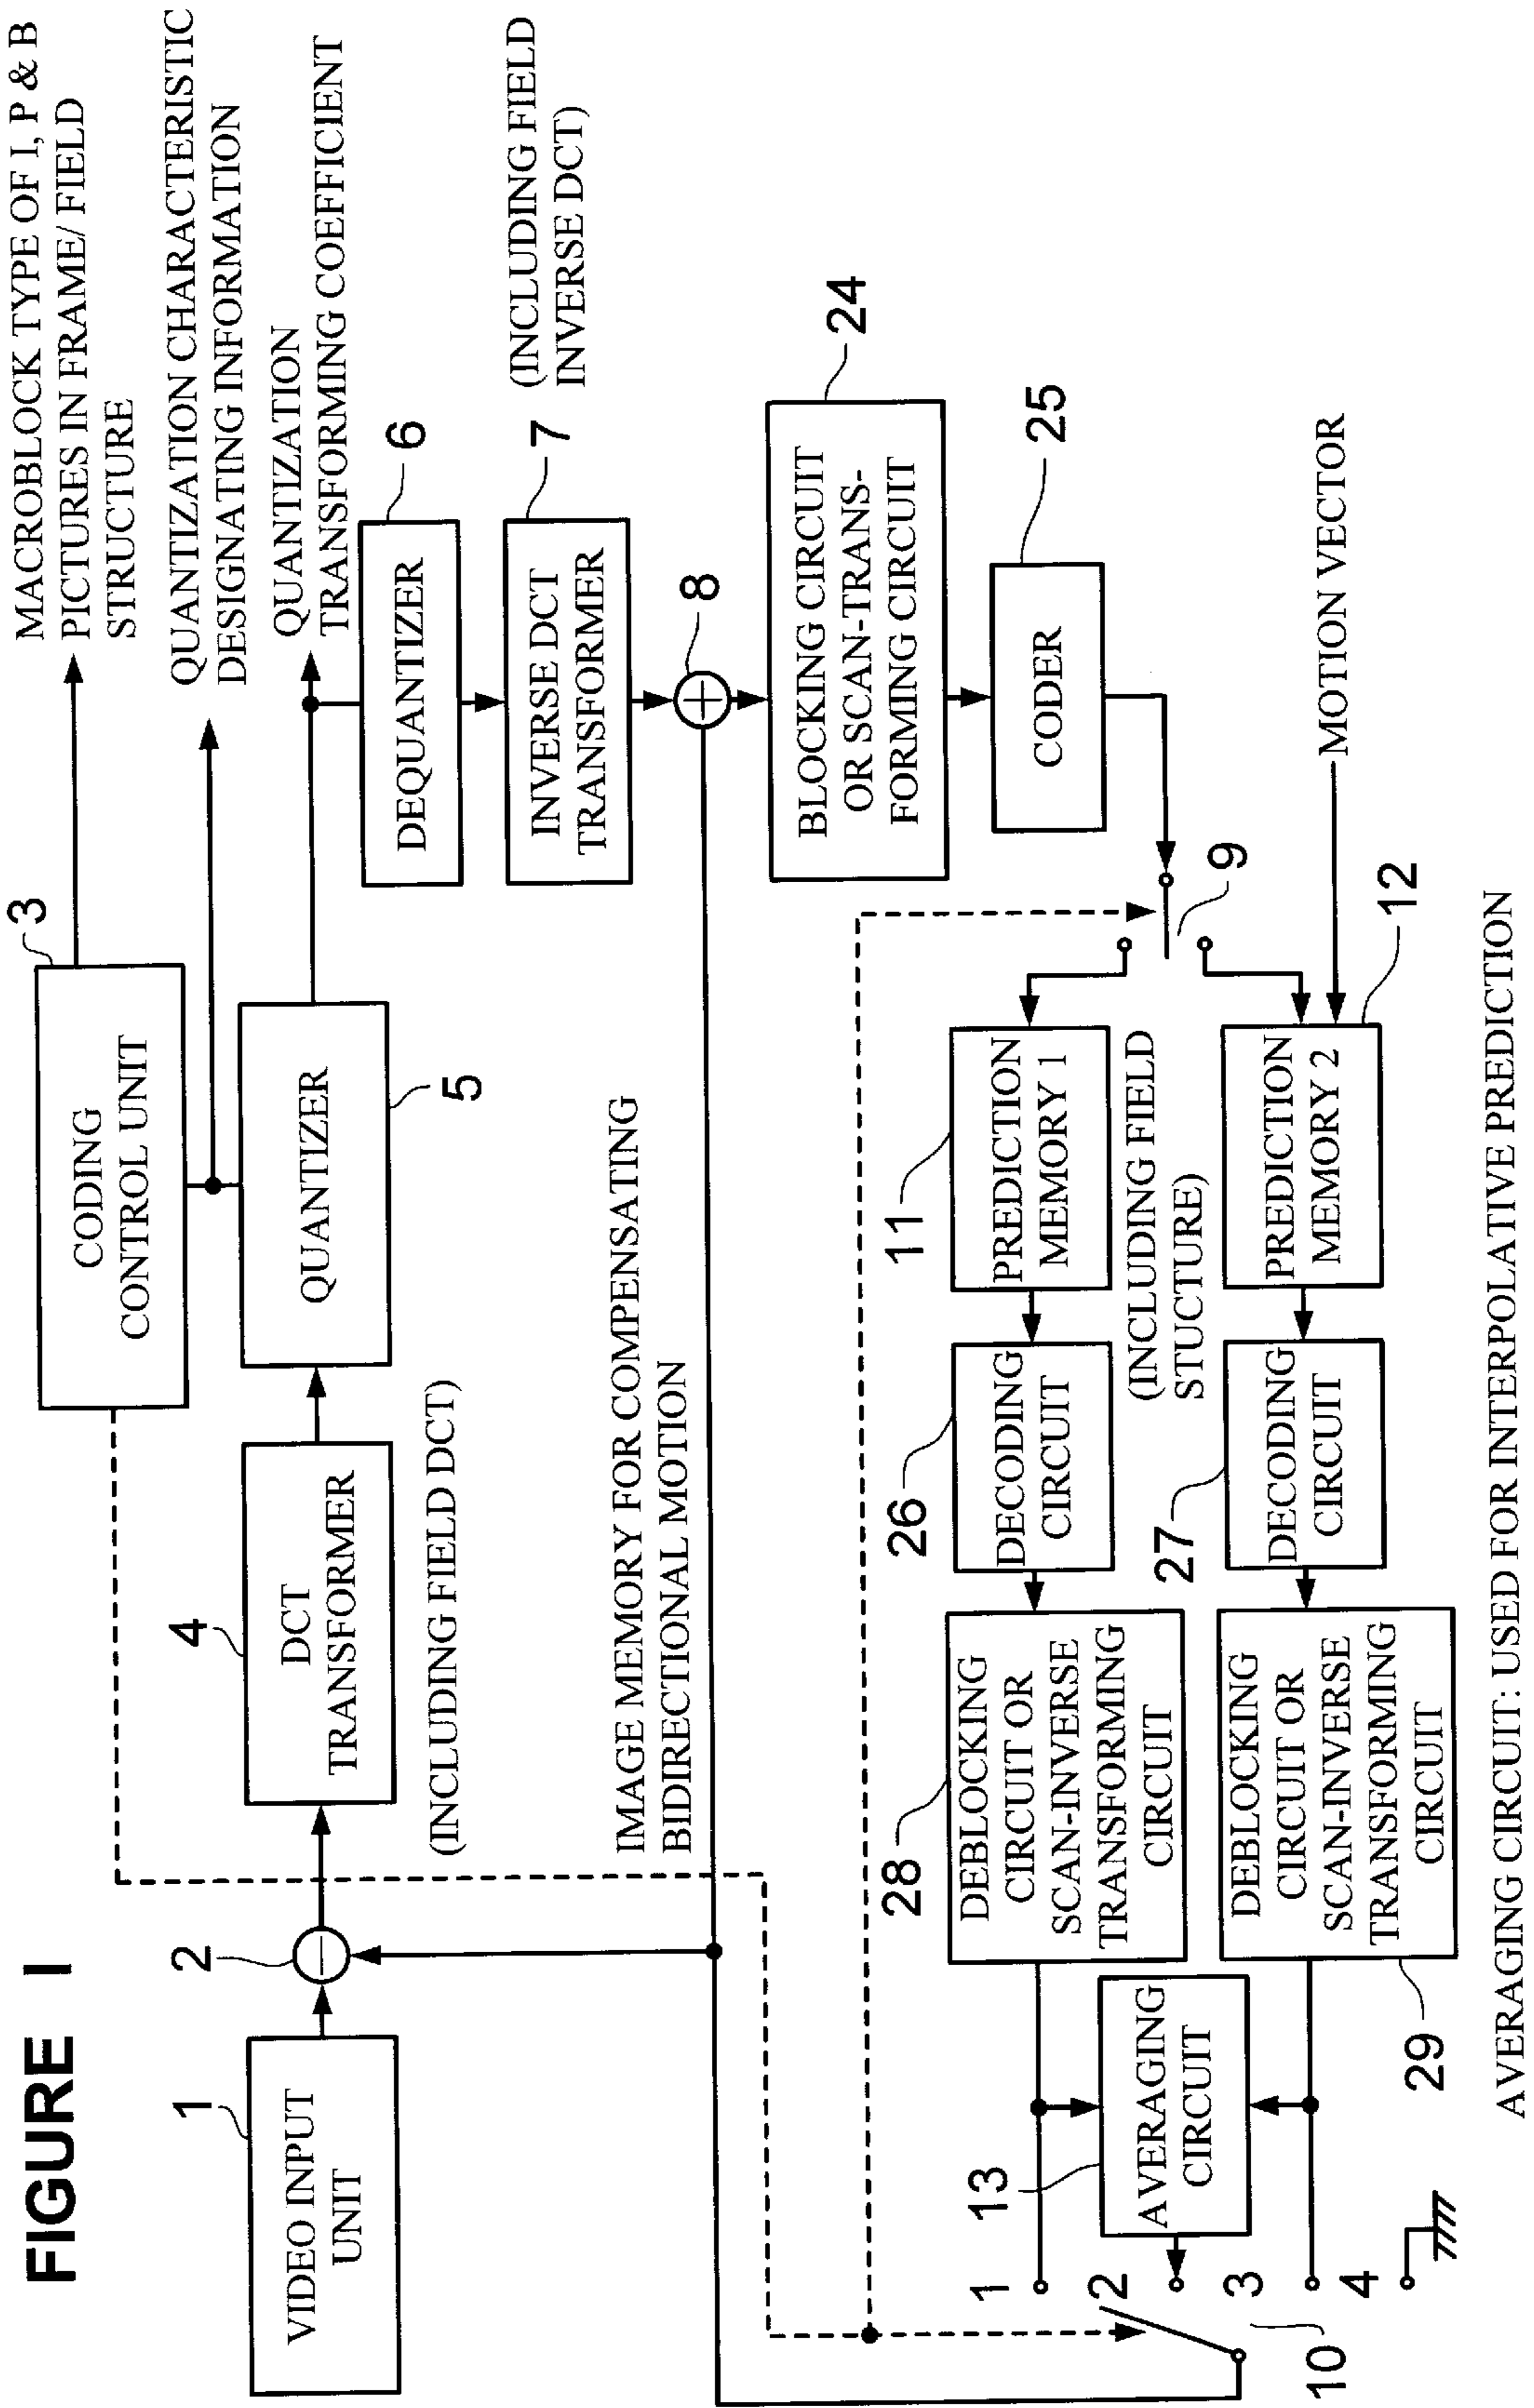 FIGURE 1
MACROBLOCK TYPE OF I, P & B
PICTURES IN FRAME/ FIELD
STRUCTURE
QUANTIZATION CHARACTERISTIC
DESIGNATING INFORMATION
QUANTIZATION
TRANSFORMING COEFFICIENT
3
CODING
CONTROL UNIT
1
VIDEO INPUT
UNIT
2
4
DCT
TRANSFORMER
(INCLUDING FIELD DCT)
QUANTIZER
5
DEQUANTIZER
6
INVERSE DCT
TRANSFORMER
7
(INCLUDING FIELD
INVERSE DCT)
8
IMAGE MEMORY FOR COMPENSATING
BIDIRECTIONAL MOTION
BLOCKING CIRCUIT
OR SCAN-TRANS-
FORMING CIRCUIT
24
CODER
25
9
MOTION VECTOR
11
PREDICTION
MEMORY 1
(INCLUDING FIELD
STUCTURE)
PREDICTION
MEMORY 2
12
26
DECODING
CIRCUIT
27
DECODING
CIRCUIT
28
DEBLOCKING
CIRCUIT OR
SCAN-INVERSE
TRANSFORMING
CIRCUIT
DEBLOCKING
CIRCUIT OR
SCAN-INVERSE
TRANSFORMING
CIRCUIT
29
13
AVERAGING
CIRCUIT
1
2
3
4
10
AVERAGING CIRCUIT: USED FOR INTERPOLATIVE PREDICTION